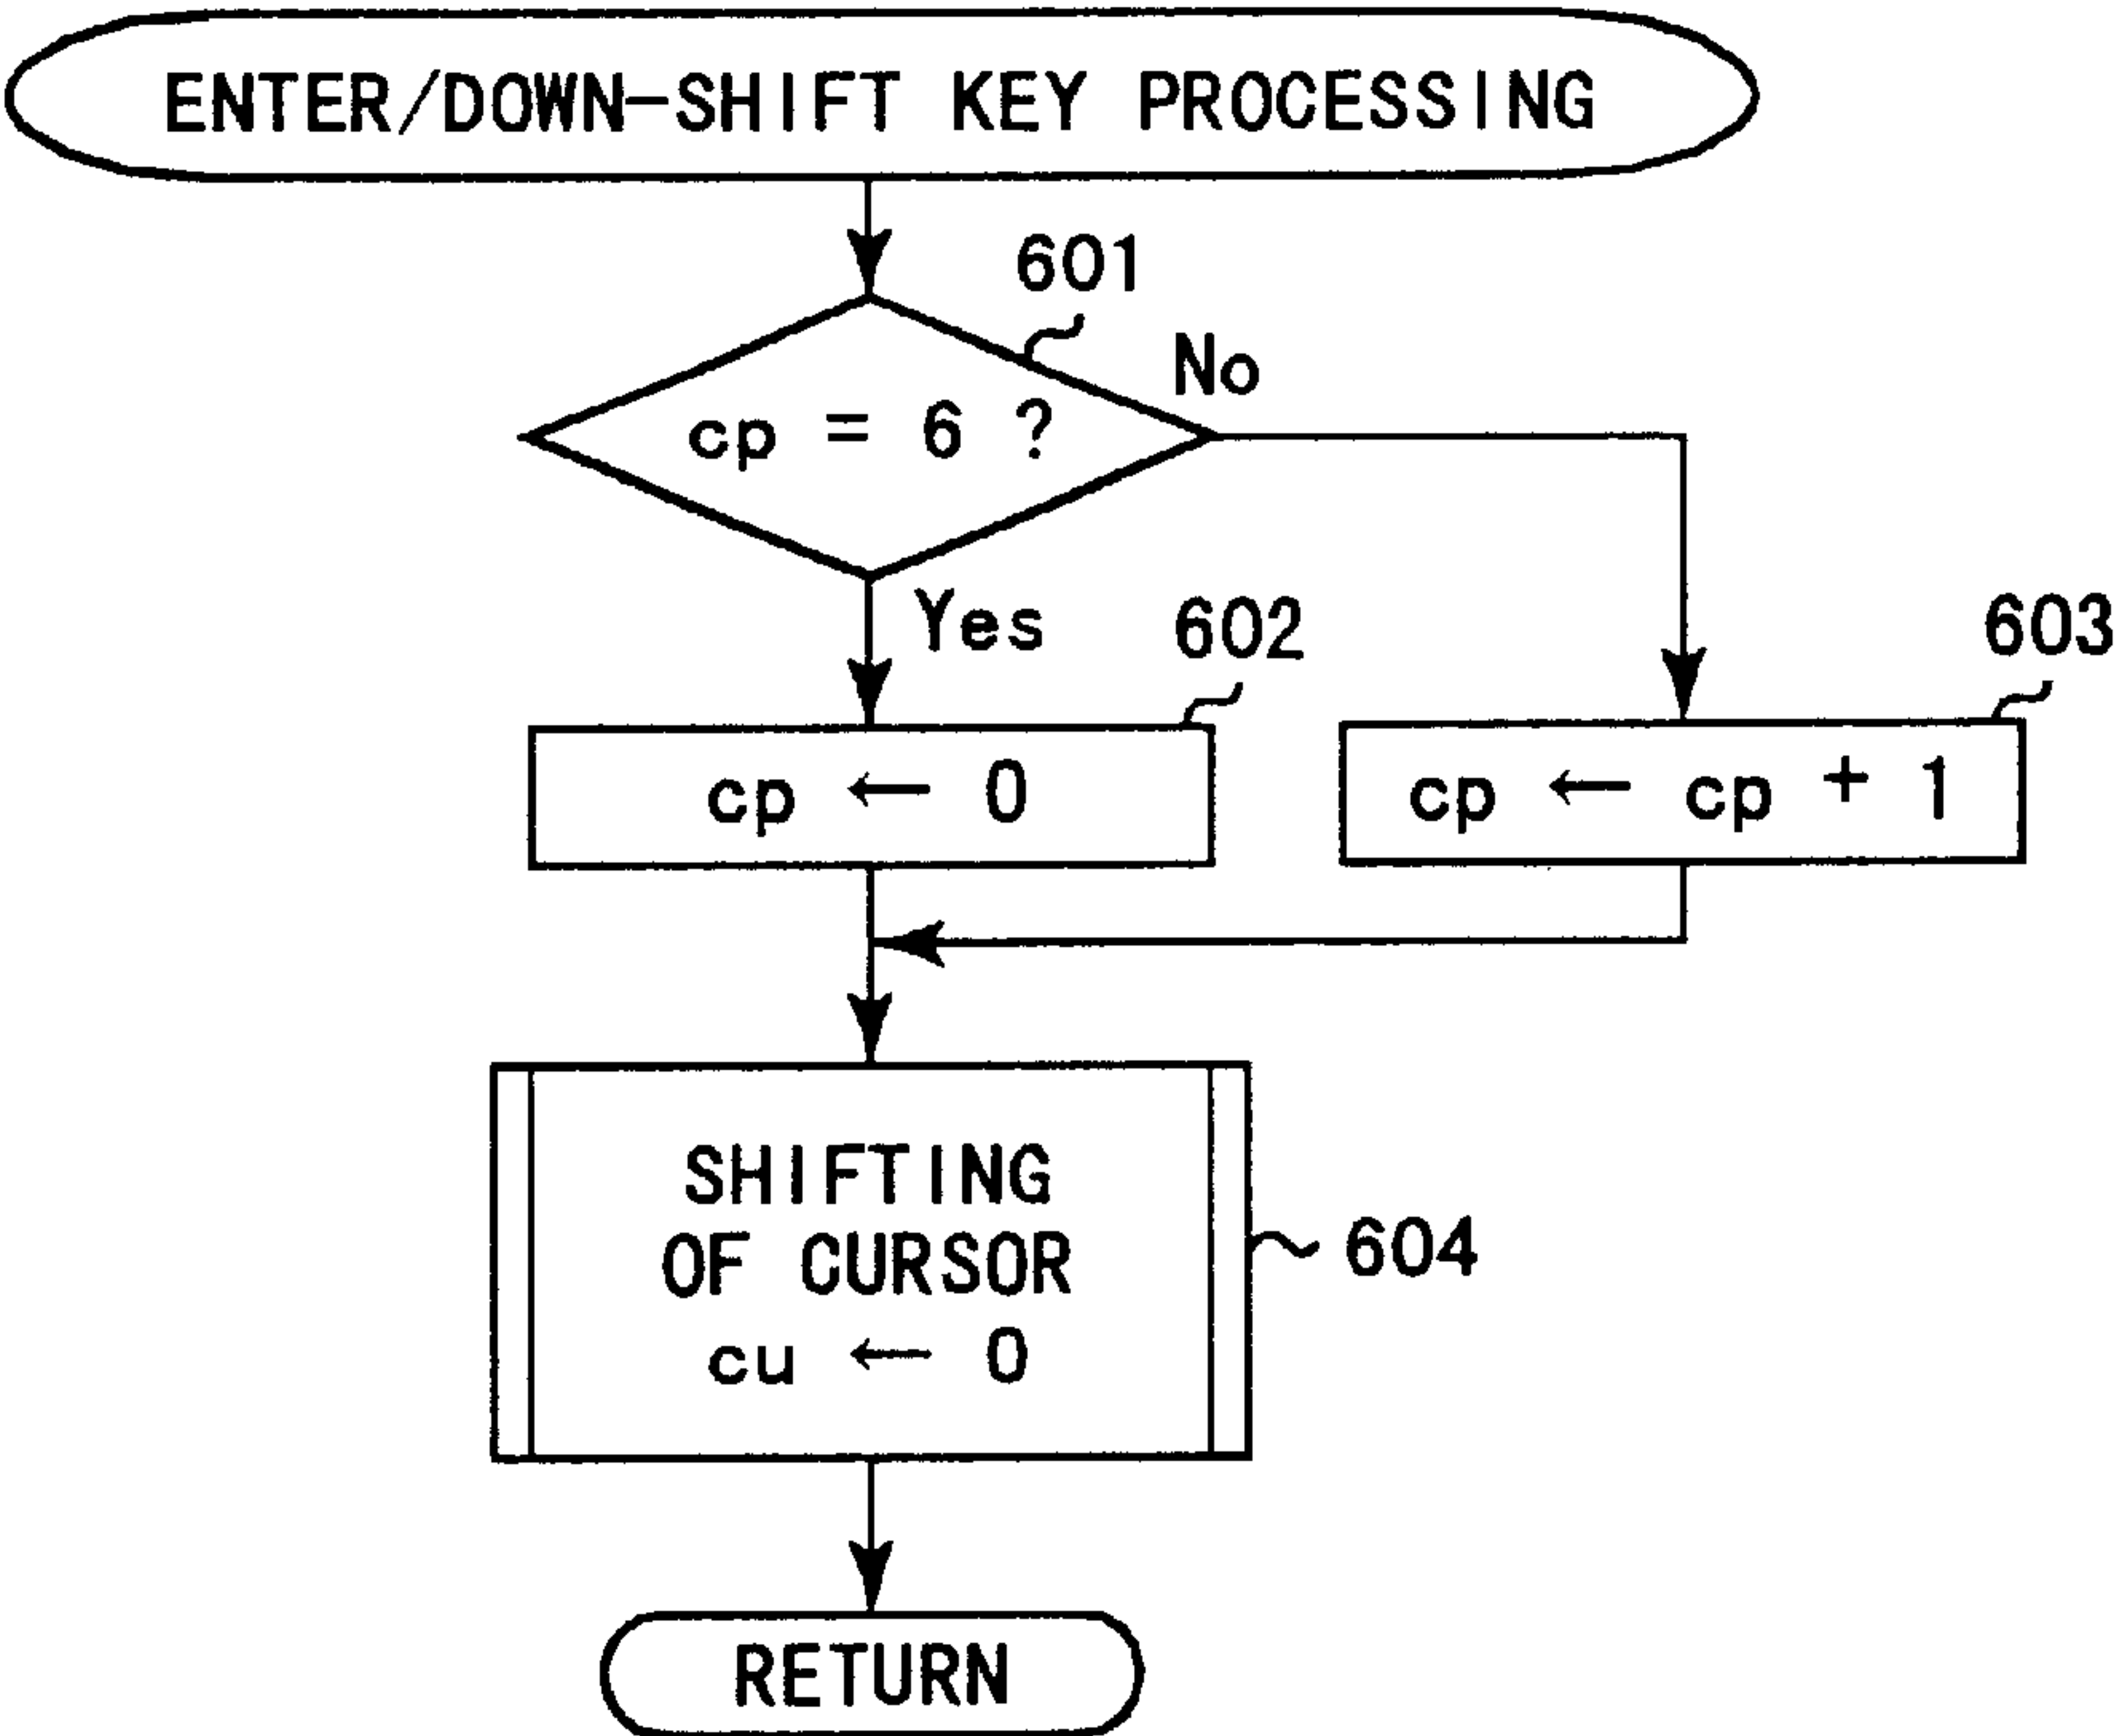 ENTER/DOWN-SHIFT KEY PROCESSING
601
cp = 6 ?
No
Yes
602
603
cp ← 0
cp ← cp + 1
SHIFTING
OF CURSOR
cu ← 0
604
RETURN